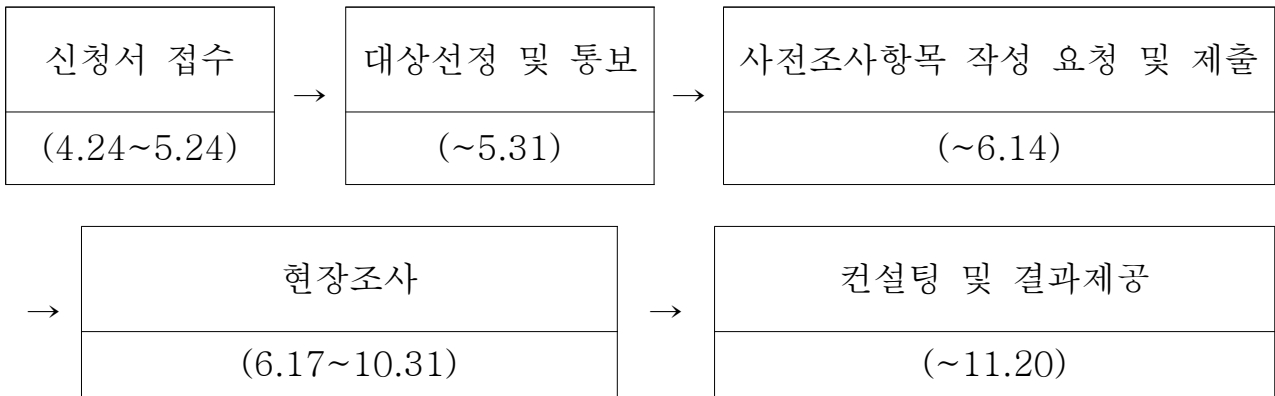 신청서 접수 → 대상선정 및 통보 → 사전조사항목 작성 요청 및 제출
(4.24~5.24) (~5.31) (~6.14)
→ 현장조사 → 컨설팅 및 결과제공
(6.17~10.31) (~11.20)